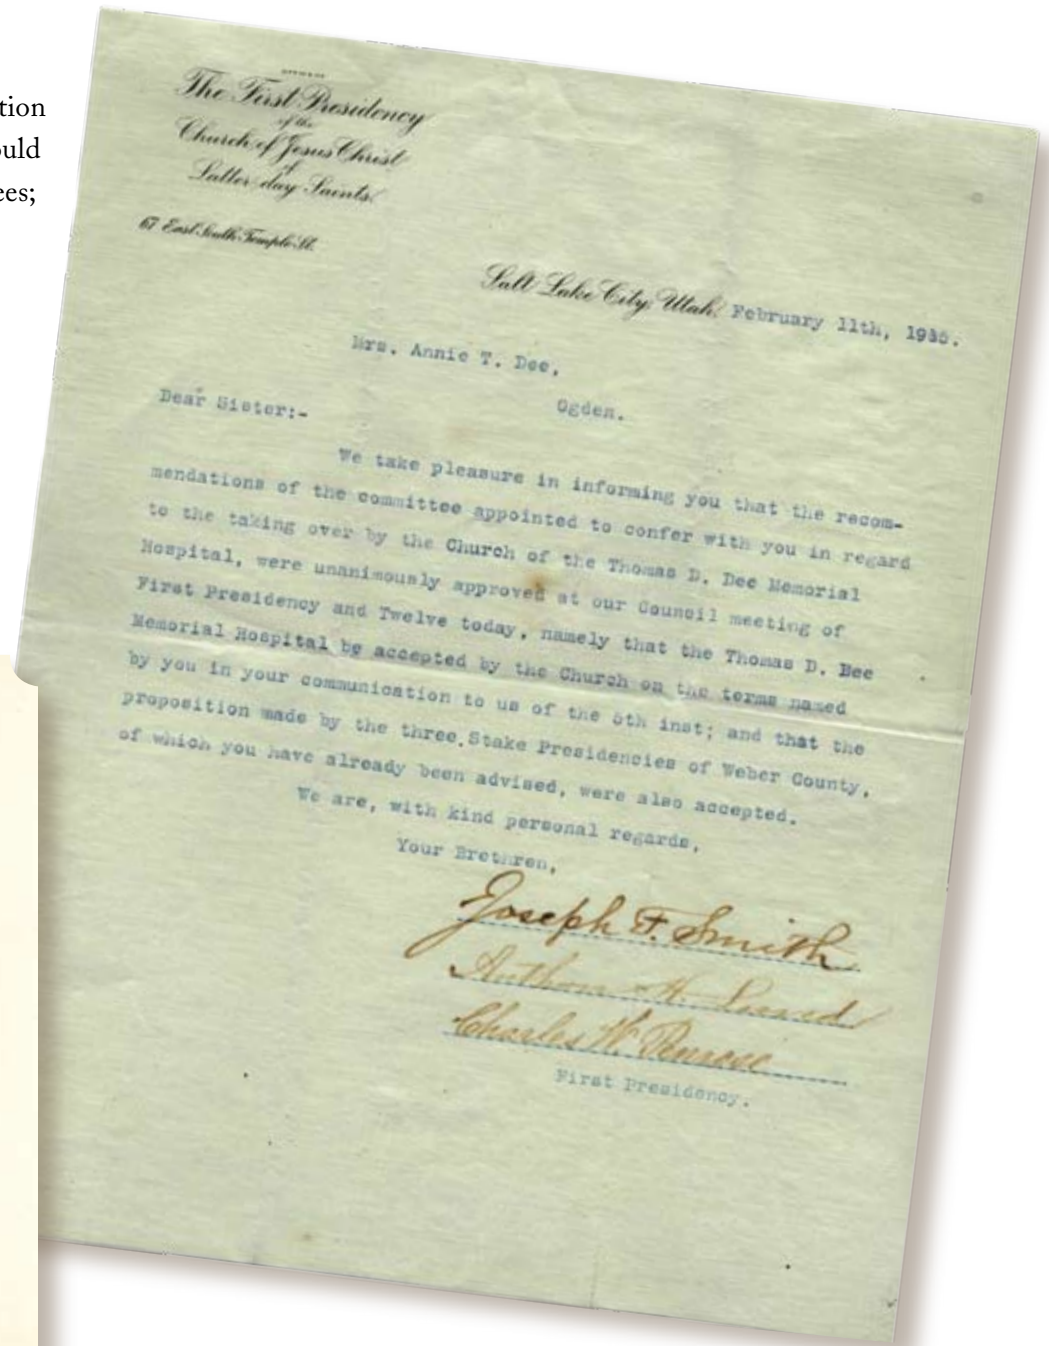 tion
ould
ees;
OFFICE OF
The First Presidency
of the
Church of Jesus Christ
of
Latter-day Saints.
67 East South Temple St.
Salt Lake City, Utah. February 11th,
Mrs. Annie T. Dee,
Ogden.
Dear Sister:-
We take pleasure in informing you that the recom-
mendations of the committee appointed to confer with you in regard
to the taking over by the Church of the Thomas D. Dee Memorial
Hospital, were unanimously approved at our Council meeting of
First Presidency and Twelve today, namely that the Thomas D. Dee
Memorial Hospital be accepted by the Church on the terms named
by you in your communication to us of the 5th inst; and that the
proposition made by the three Stake Presidencies of Weber County,
of which you have already been advised, were also accepted.
We are, with kind personal regards,
Your Brethren,
Joseph F. Smith
Anthon H. Lund
Charles W. Penrose
First Presidency.